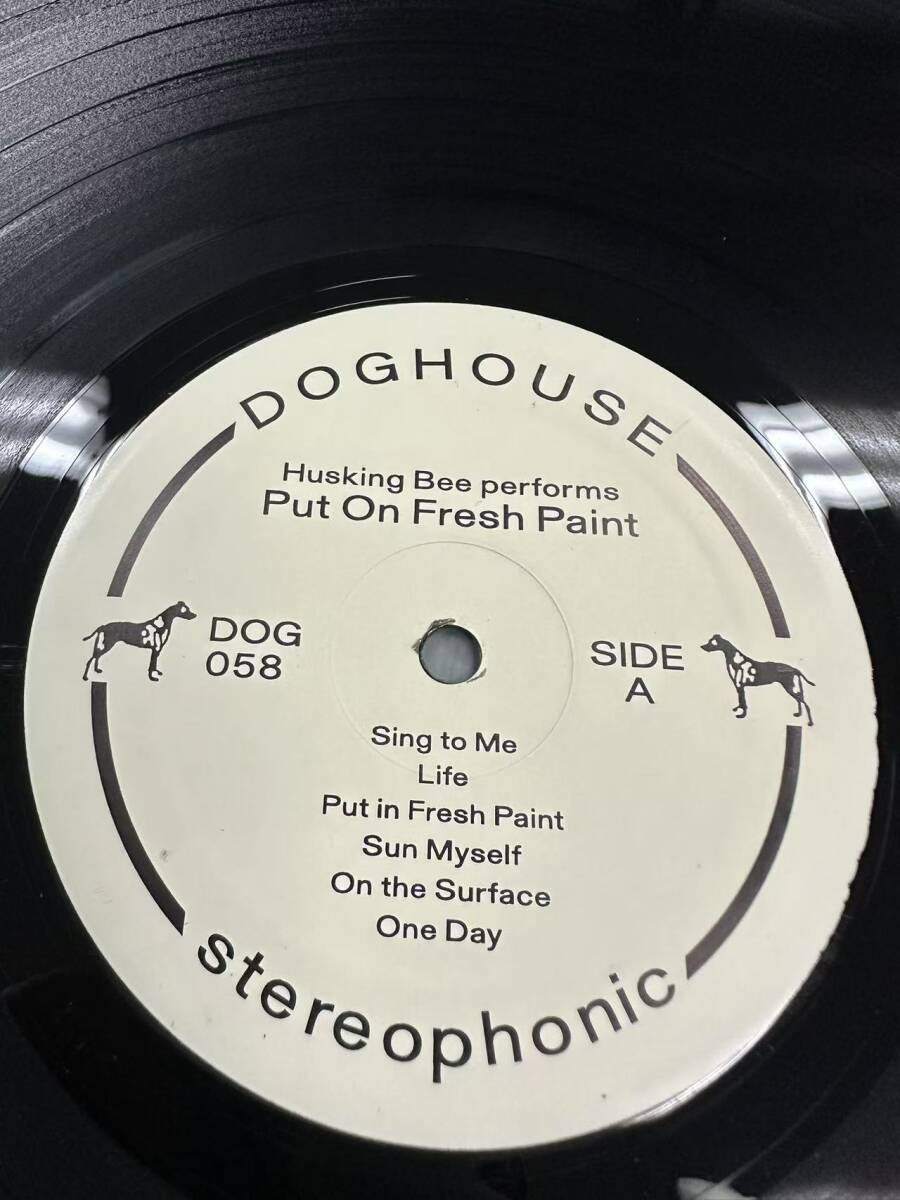 DOGHOUSE
Husking Bee performs
Put On Fresh Paint
DOG
058
SIDE
A
Sing to Me
Life
Put in Fresh Paint
Sun Myself
On the Surface
One Day
stereophonic